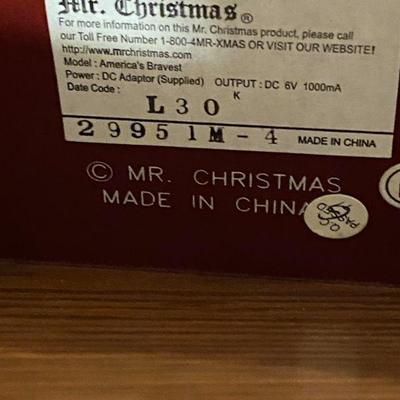 Mr. Christmas®
For more information on this Mr. Christmas product, please call
our Toll Free Number 1-800-4MR-XMAS OR VISIT OUR WEBSITE!
http://www.mrchristmas.com
Model : America's Bravest
Power : DC Adaptor (Supplied) OUTPUT : DC 6V 1000mA
Date Code : K
L30
29951M-4 MADE IN CHINA
© MR. CHRISTMAS
MADE IN CHINA